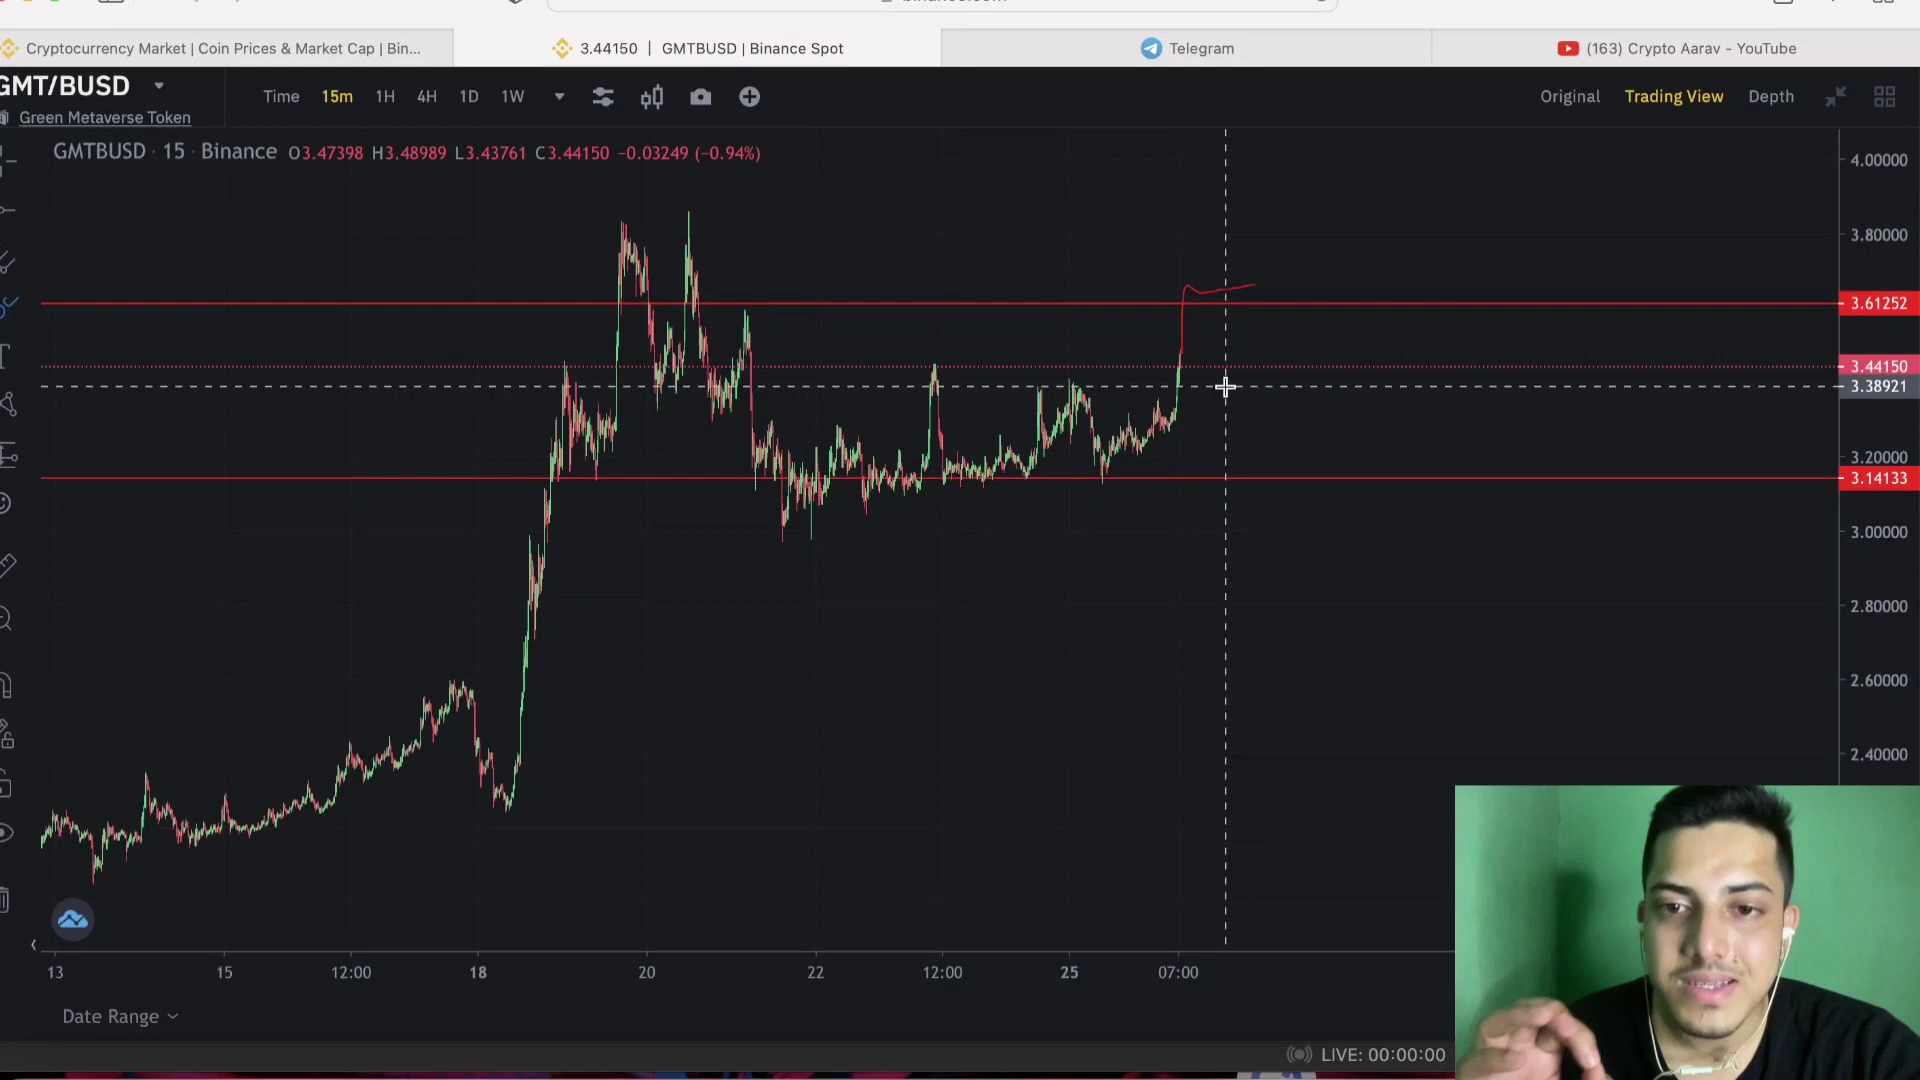 Cryptocurrency Market | Coin Prices & Market Cap | Bin...
3.44150 | GMTBUSD | Binance Spot
Telegram
(163) Crypto Aarav - YouTube
GMT/BUSD
Green Metaverse Token
Time 15m 1H 4H 1D 1W
Original Trading View Depth
GMTBUSD · 15 · Binance O3.47398 H3.48989 L3.43761 C3.44150 −0.03249 (−0.94%)
4.00000
3.80000
3.61252
3.44150
3.38921
3.20000
3.14133
3.00000
2.80000
2.60000
2.40000
13 15 12:00 18 20 22 12:00 25 07:00
Date Range
LIVE: 00:00:00